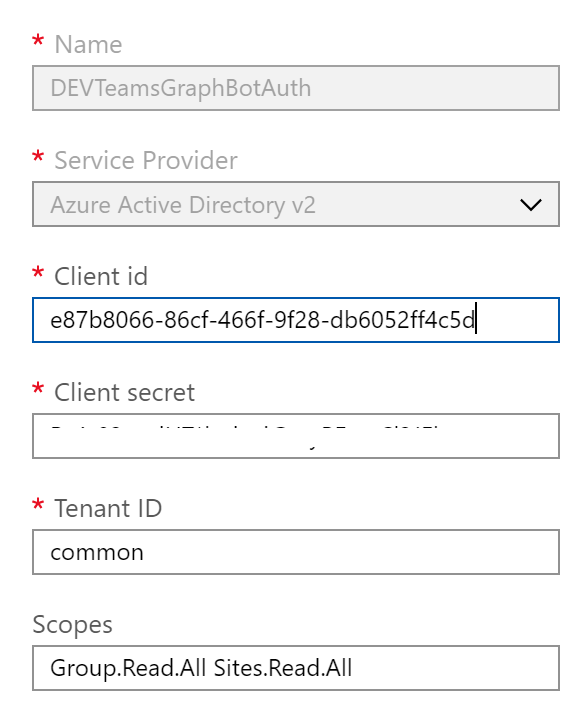 * Name
DEVTeamsGraphBotAuth
* Service Provider
Azure Active Directory v2
* Client id
e87b8066-86cf-466f-9f28-db6052ff4c5d
* Client secret
* Tenant ID
common
Scopes
Group.Read.All Sites.Read.All